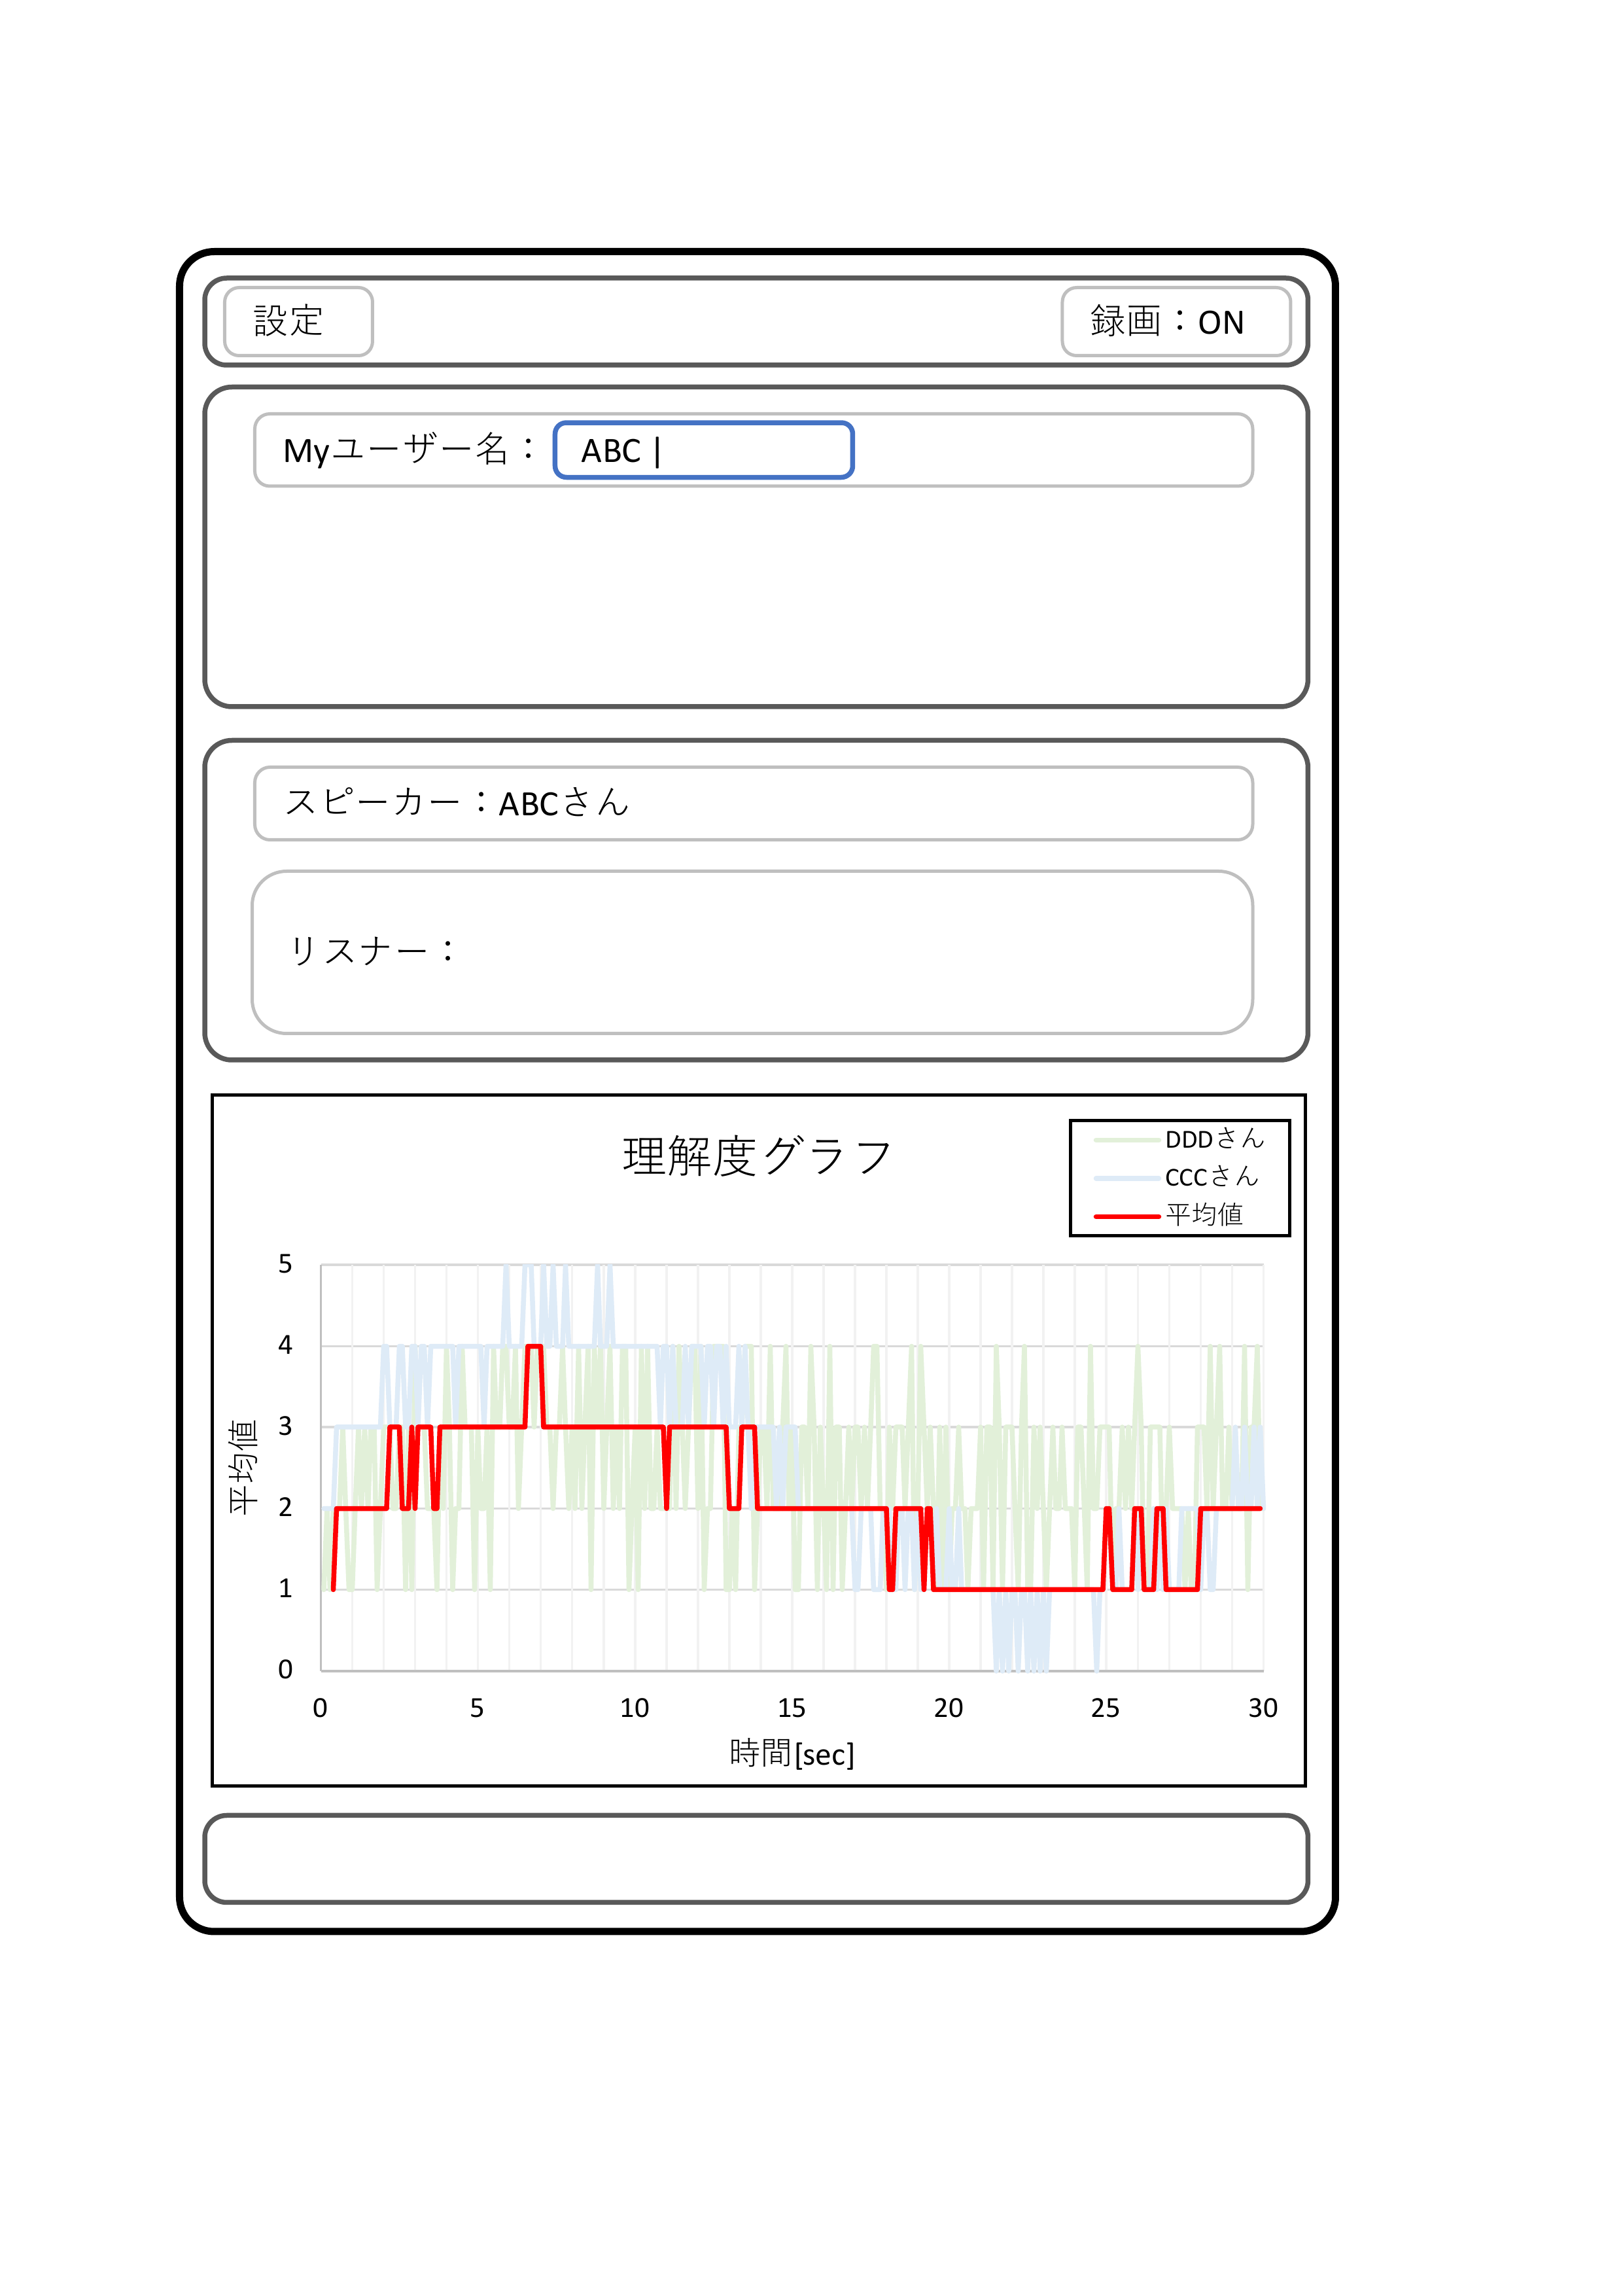 設定
録画：ON
Myユーザー名：
ABC |
スピーカー：ABCさん
リスナー：
理解度グラフ
DDDさん
CCCさん
平均値
平均値
5
4
3
2
1
0
0 5 10 15 20 25 30
時間[sec]